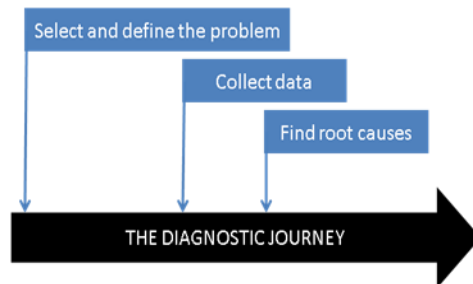 Select and define the problem
Collect data
Find root causes
THE DIAGNOSTIC JOURNEY